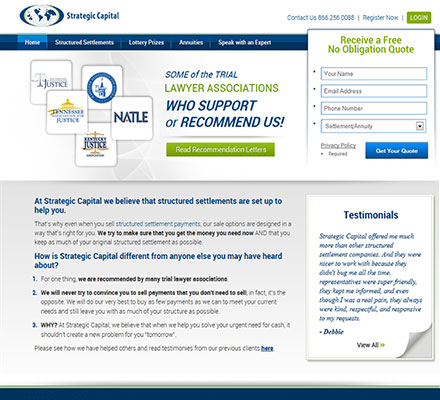 Strategic Capital
Contact Us 866.256.0088 | Register Now | LOGIN
Home Structured Settlements Lottery Prizes Annuities Speak with an Expert
Receive a Free
No Obligation Quote
* Your Name
* Email Address
* Phone Number
* Settlement/Annuity
Privacy Policy
* Required
Get Your Quote
JUSTICE
TENNESSEE
JUSTICE
NATLE
KENTUCKY
JUSTICE
ASSOCIATION
SOME of the TRIAL
LAWYER ASSOCIATIONS
WHO SUPPORT
or RECOMMEND US!
Read Recommendation Letters
At Strategic Capital we believe that structured settlements are set up to
help you.
That's why even when you sell structured settlement payments, our sale options are designed in a
way that's right for you. We try to make sure that you get the money you need now AND that you
keep as much of your original structured settlement as possible.
How is Strategic Capital different from anyone else you may have heard
about?
1. For one thing, we are recommended by many trial lawyer associations.
2. We will never try to convince you to sell payments that you don't need to sell; in fact, it's the
opposite. We will do our very best to buy as few payments as we can to meet your current
needs and still leave you with as much of your structure as possible.
3. WHY? At Strategic Capital, we believe that when we help you solve your urgent need for cash, it
shouldn't create a new problem for you "tomorrow".
Please see how we have helped others and read testimonies from our previous clients here.
Testimonials
Strategic Capital offered me much
more than other structured
settlement companies. And they were
nicer to work with because they
didn't bug me all the time.
representatives were super friendly,
they kept me informed, and even
though I was a real pain, they always
were kind, respectful, and responsive
to my requests.
- Debbie
View All »